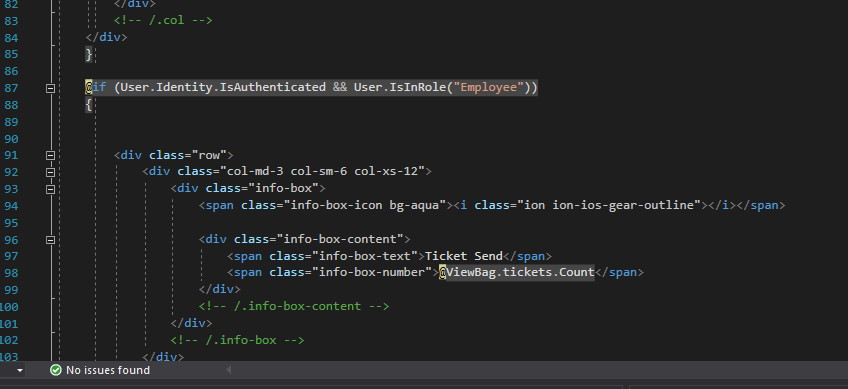 82 </div>
83 <!-- /.col -->
84 </div>
85 }
86
87 @if (User.Identity.IsAuthenticated && User.IsInRole("Employee"))
88 {
89
90
91 <div class="row">
92 <div class="col-md-3 col-sm-6 col-xs-12">
93 <div class="info-box">
94 <span class="info-box-icon bg-aqua"><i class="ion ion-ios-gear-outline"></i></span>
95
96 <div class="info-box-content">
97 <span class="info-box-text">Ticket Send</span>
98 <span class="info-box-number">@ViewBag.tickets.Count</span>
99 </div>
100 <!-- /.info-box-content -->
101 </div>
102 <!-- /.info-box -->
103 </div>
No issues found